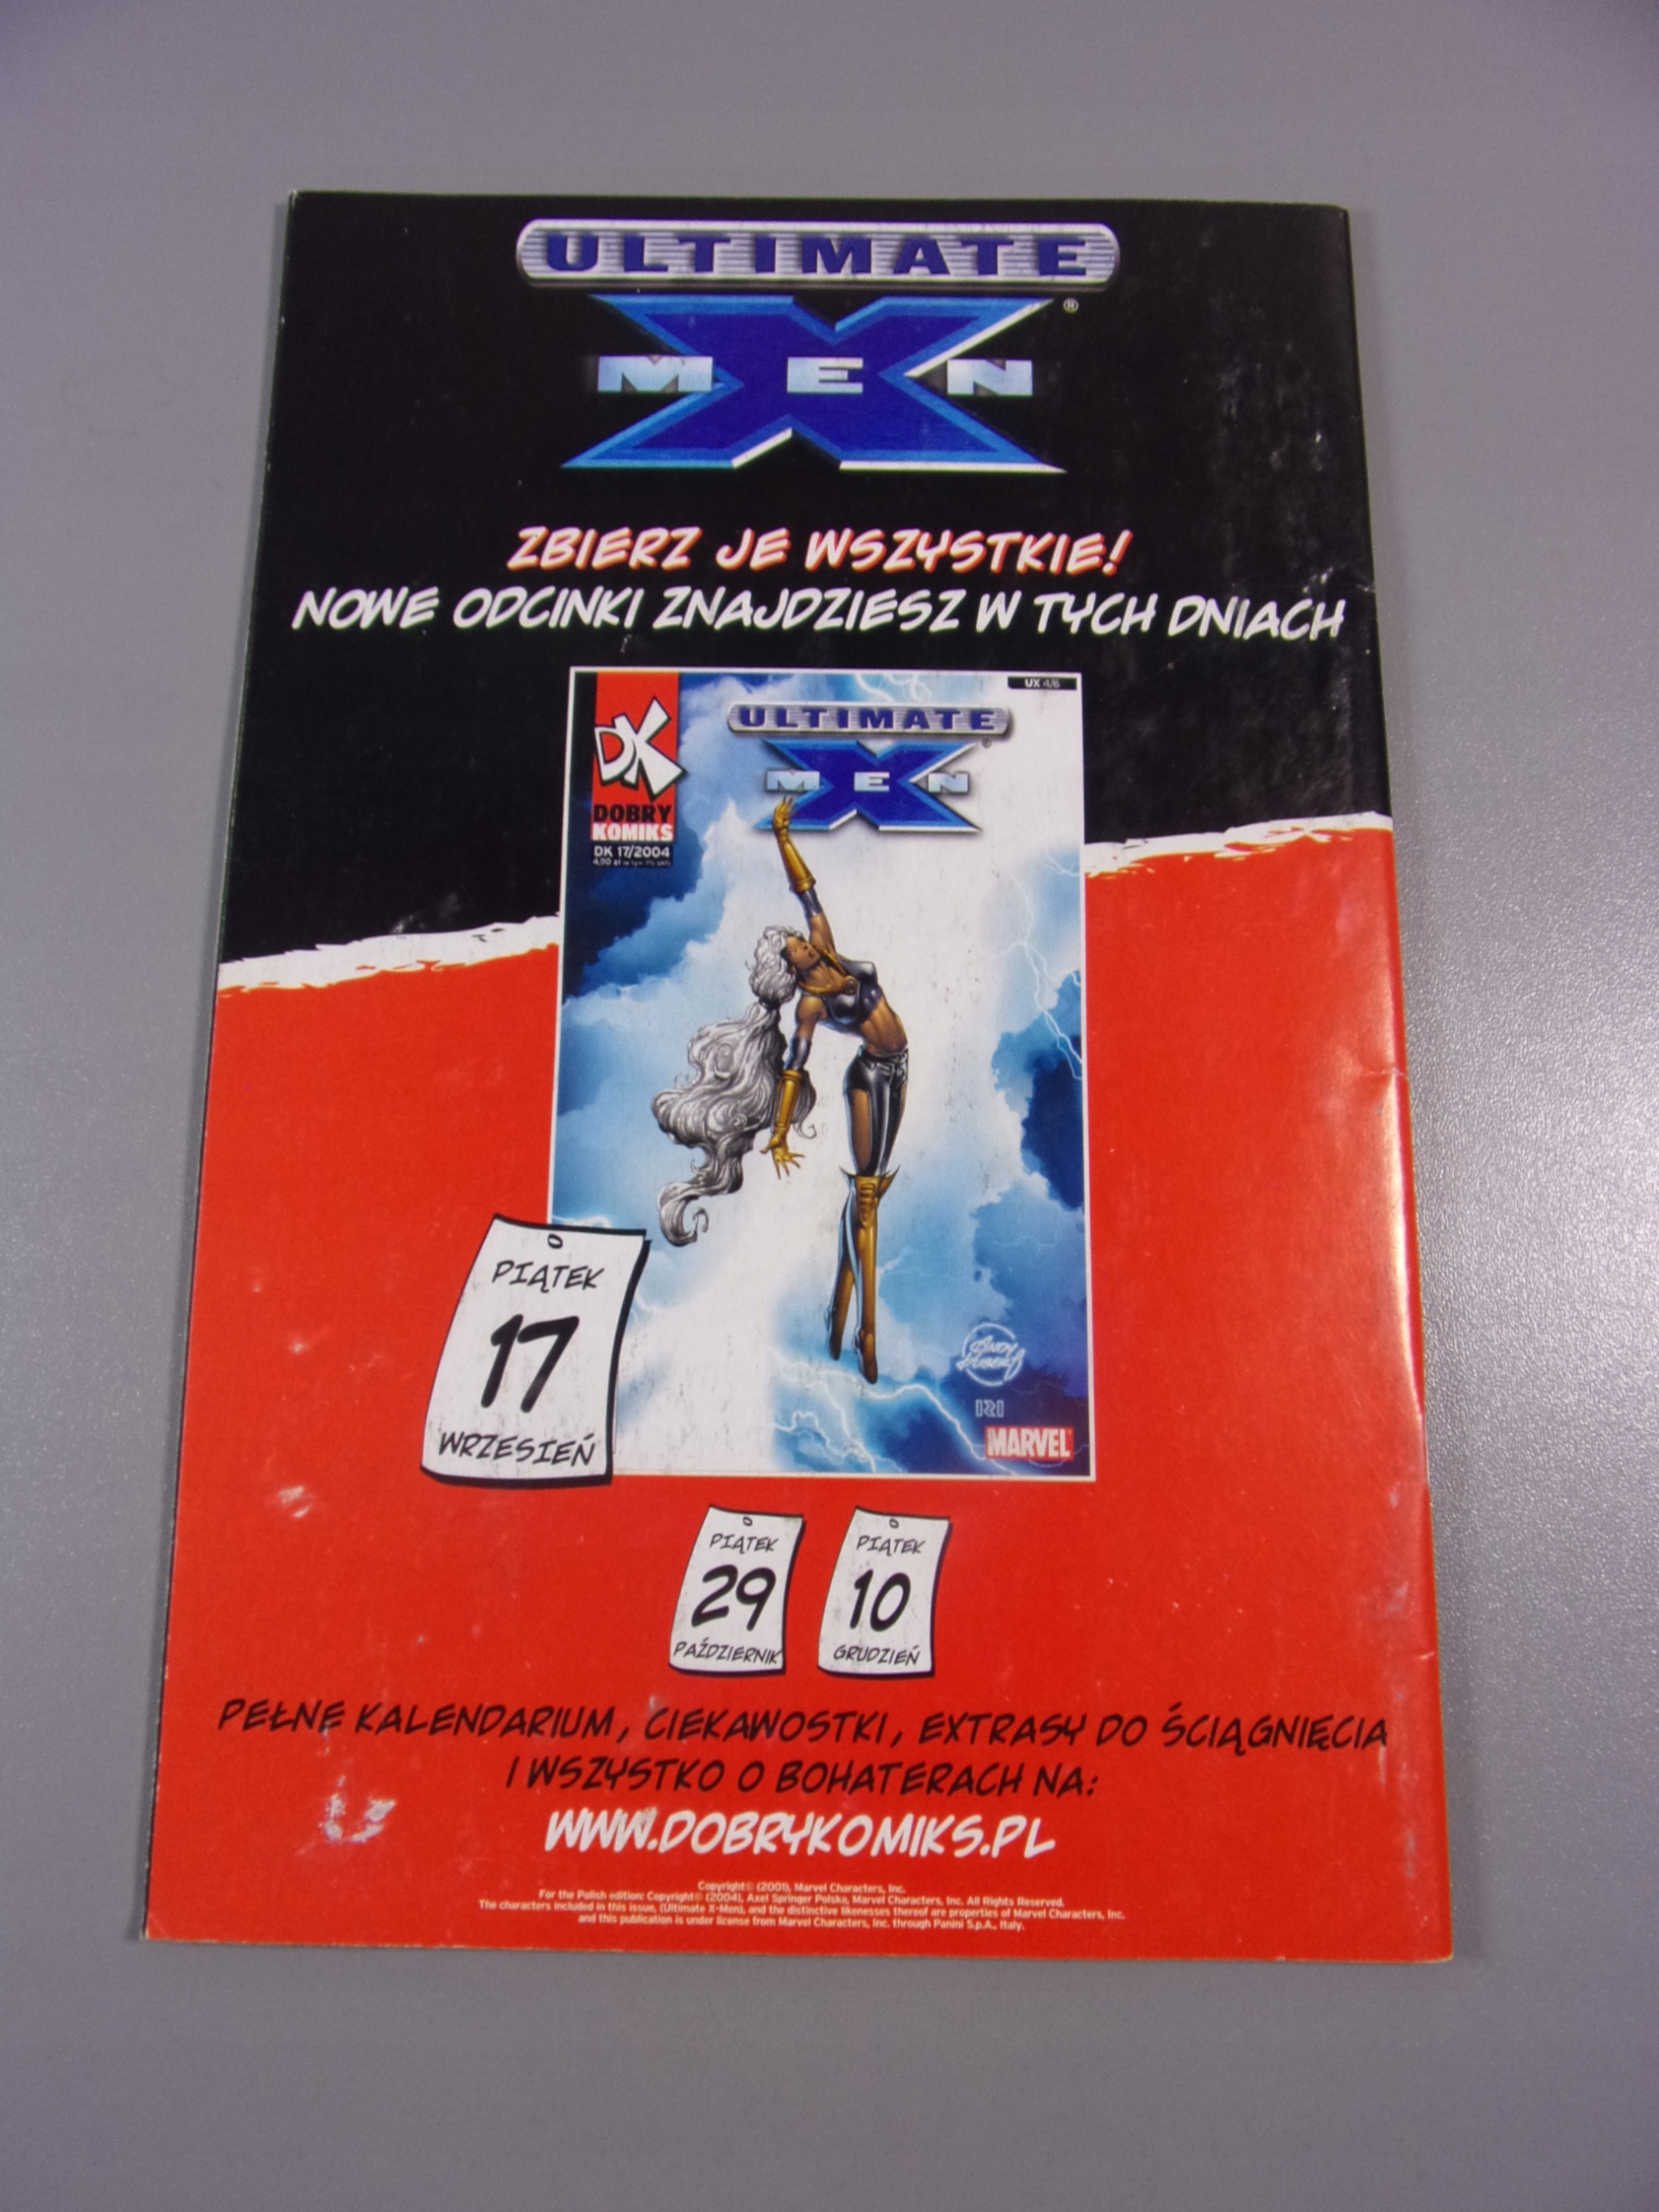 ULTIMATE
X
MEN
®
ZBIERZ JE WSZYSTKIE!
NOWE ODCINKI ZNAJDZIESZ W TYCH DNIACH
UX 4/6
DK
DOBRY
KOMIKS
DK 17/2004
4,90 zł
ULTIMATE
X
MEN
®
ANDY
KUBERT
MARVEL
PIĄTEK
17
WRZESIEŃ
PIĄTEK
29
PAŹDZIERNIK
PIĄTEK
10
GRUDZIEŃ
PEŁNE KALENDARIUM, CIEKAWOSTKI, EXTRASY DO ŚCIĄGNIĘCIA
I WSZYSTKO O BOHATERACH NA:
WWW.DOBRYKOMIKS.PL
Copyright© (2001), Marvel Characters, Inc.
For the Polish edition: Copyright© (2004), Axel Springer Polska, Marvel Characters, Inc. All Rights Reserved.
The characters included in this issue, (Ultimate X-Men), and the distinctive likenesses thereof are properties of Marvel Characters, Inc.
and this publication is under license from Marvel Characters, Inc. through Panini S.p.A., Italy.